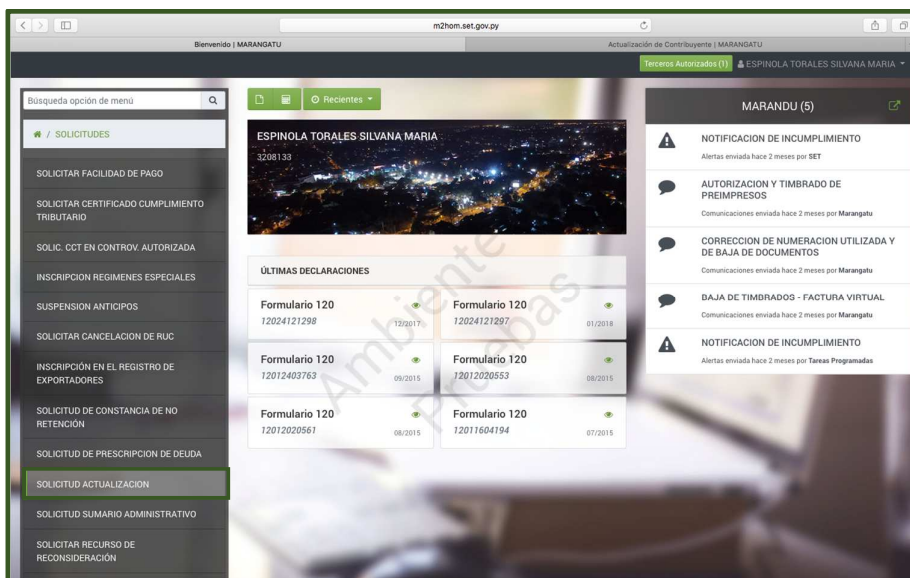 m2hom.set.gov.py
Bienvenido | MARANGATU
Actualización de Contribuyente | MARANGATU
Terceros Autorizados (1)
ESPINOLA TORALES SILVANA MARIA
Búsqueda opción de menú
/ SOLICITUDES
SOLICITAR FACILIDAD DE PAGO
SOLICITAR CERTIFICADO CUMPLIMIENTO
TRIBUTARIO
SOLIC. CCT EN CONTROV. AUTORIZADA
INSCRIPCION REGIMENES ESPECIALES
SUSPENSION ANTICIPOS
SOLICITAR CANCELACION DE RUC
INSCRIPCIÓN EN EL REGISTRO DE
EXPORTADORES
SOLICITUD DE CONSTANCIA DE NO
RETENCIÓN
SOLICITUD DE PRESCRIPCION DE DEUDA
SOLICITUD ACTUALIZACION
SOLICITUD SUMARIO ADMINISTRATIVO
SOLICITAR RECURSO DE
RECONSIDERACIÓN
Recientes
ESPINOLA TORALES SILVANA MARIA
3208133
ÚLTIMAS DECLARACIONES
Formulario 120
12024121298
12/2017
Formulario 120
12024121297
01/2018
Formulario 120
12012403763
09/2015
Formulario 120
12012020553
08/2015
Formulario 120
12012020561
08/2015
Formulario 120
12011604194
07/2015
Ambiente
Pruebas
MARANDU (5)
NOTIFICACION DE INCUMPLIMIENTO
Alertas enviada hace 2 meses por SET
AUTORIZACION Y TIMBRADO DE
PREIMPRESOS
Comunicaciones enviada hace 2 meses por Marangatu
CORRECCION DE NUMERACION UTILIZADA Y
DE BAJA DE DOCUMENTOS
Comunicaciones enviada hace 2 meses por Marangatu
BAJA DE TIMBRADOS - FACTURA VIRTUAL
Comunicaciones enviada hace 2 meses por Marangatu
NOTIFICACION DE INCUMPLIMIENTO
Alertas enviada hace 2 meses por Tareas Programadas